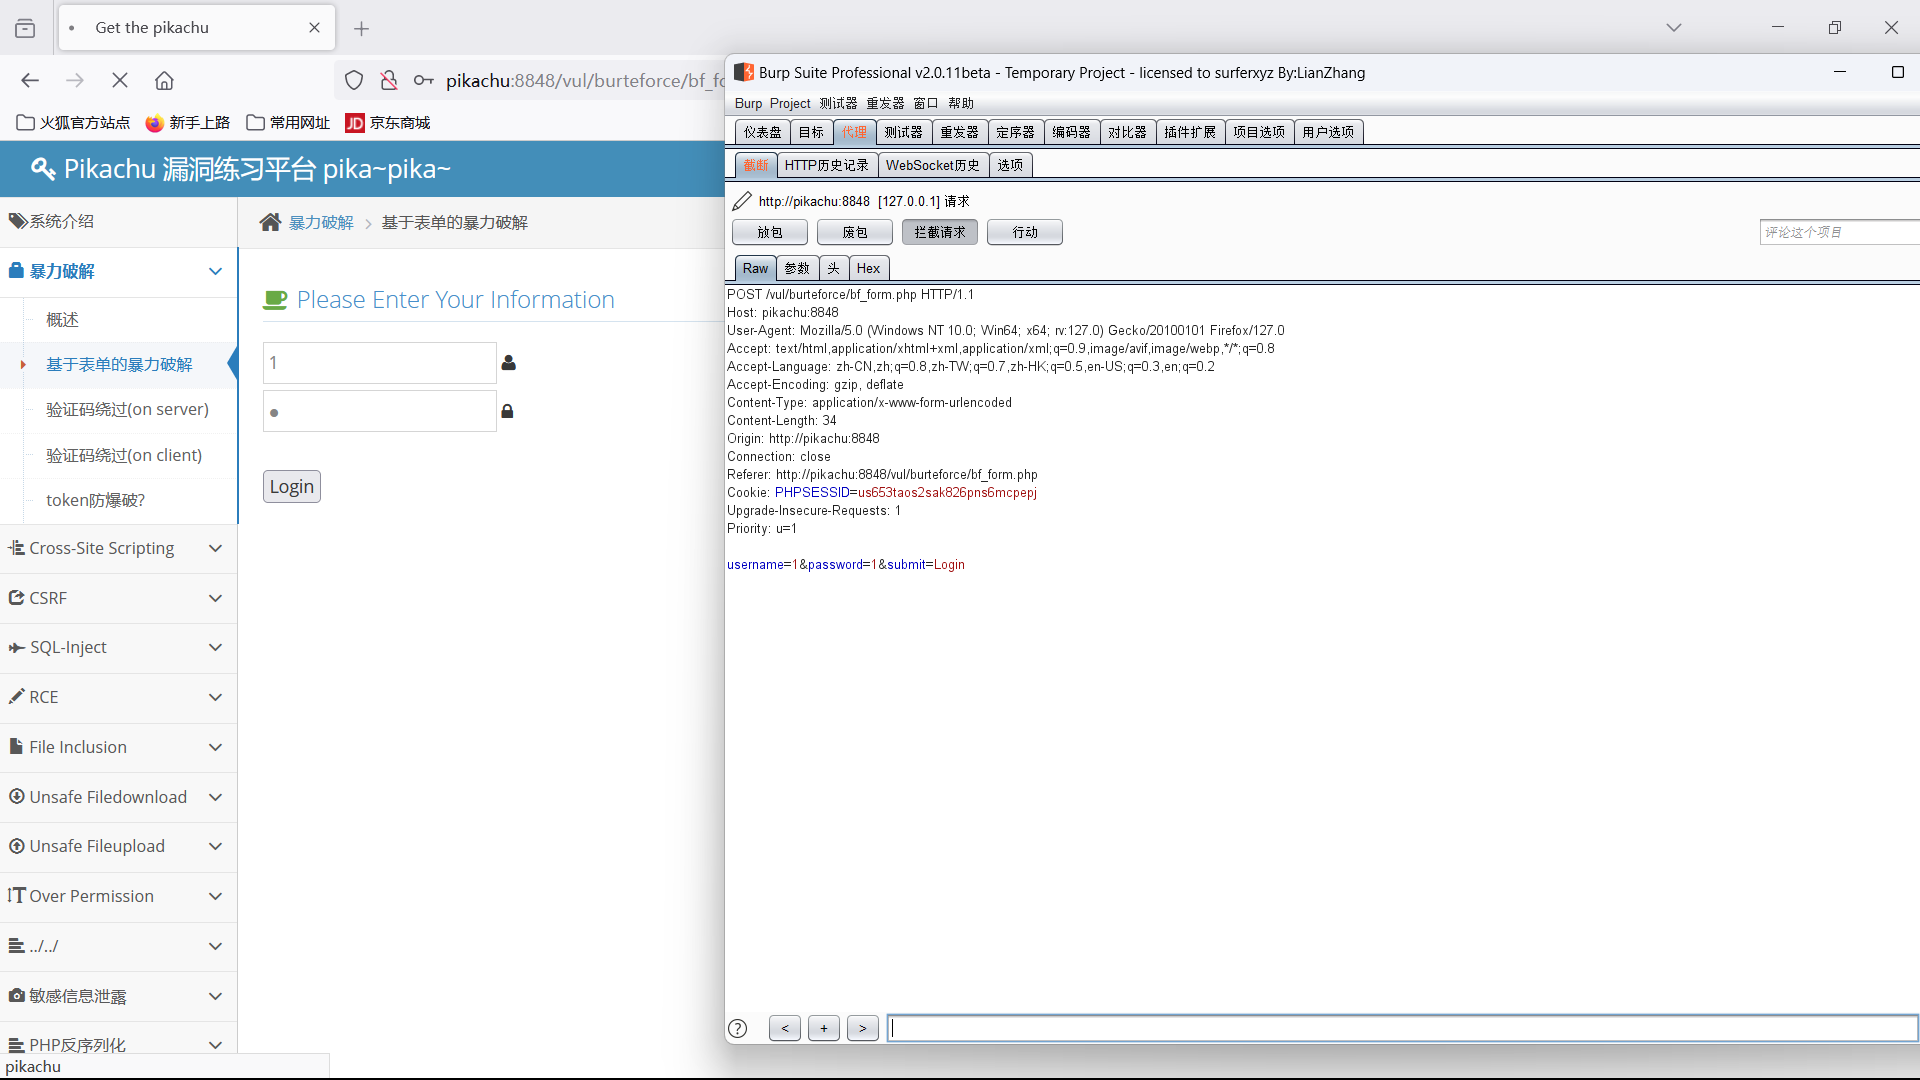 Get the pikachu
pikachu:8848/vul/burteforce/bf_fo
火狐官方站点 新手上路 常用网址 JD 京东商城
Pikachu 漏洞练习平台 pika~pika~
系统介绍
暴力破解
概述
基于表单的暴力破解
验证码绕过(on server)
验证码绕过(on client)
token防爆破?
Cross-Site Scripting
CSRF
SQL-Inject
RCE
File Inclusion
Unsafe Filedownload
Unsafe Fileupload
Over Permission
../../
敏感信息泄露
PHP反序列化
pikachu
暴力破解 > 基于表单的暴力破解
Please Enter Your Information
1
●
Login
Burp Suite Professional v2.0.11beta - Temporary Project - licensed to surferxyz By:LianZhang
Burp Project 测试器 重发器 窗口 帮助
仪表盘 目标 代理 测试器 重发器 定序器 编码器 对比器 插件扩展 项目选项 用户选项
截断 HTTP历史记录 WebSocket历史 选项
http://pikachu:8848 [127.0.0.1] 请求
放包 废包 拦截请求 行动 评论这个项目
Raw 参数 头 Hex
POST /vul/burteforce/bf_form.php HTTP/1.1
Host: pikachu:8848
User-Agent: Mozilla/5.0 (Windows NT 10.0; Win64; x64; rv:127.0) Gecko/20100101 Firefox/127.0
Accept: text/html,application/xhtml+xml,application/xml;q=0.9,image/avif,image/webp,*/*;q=0.8
Accept-Language: zh-CN,zh;q=0.8,zh-TW;q=0.7,zh-HK;q=0.5,en-US;q=0.3,en;q=0.2
Accept-Encoding: gzip, deflate
Content-Type: application/x-www-form-urlencoded
Content-Length: 34
Origin: http://pikachu:8848
Connection: close
Referer: http://pikachu:8848/vul/burteforce/bf_form.php
Cookie: PHPSESSID=us653taos2sak826pns6mcpepj
Upgrade-Insecure-Requests: 1
Priority: u=1
username=1&password=1&submit=Login
? < + >